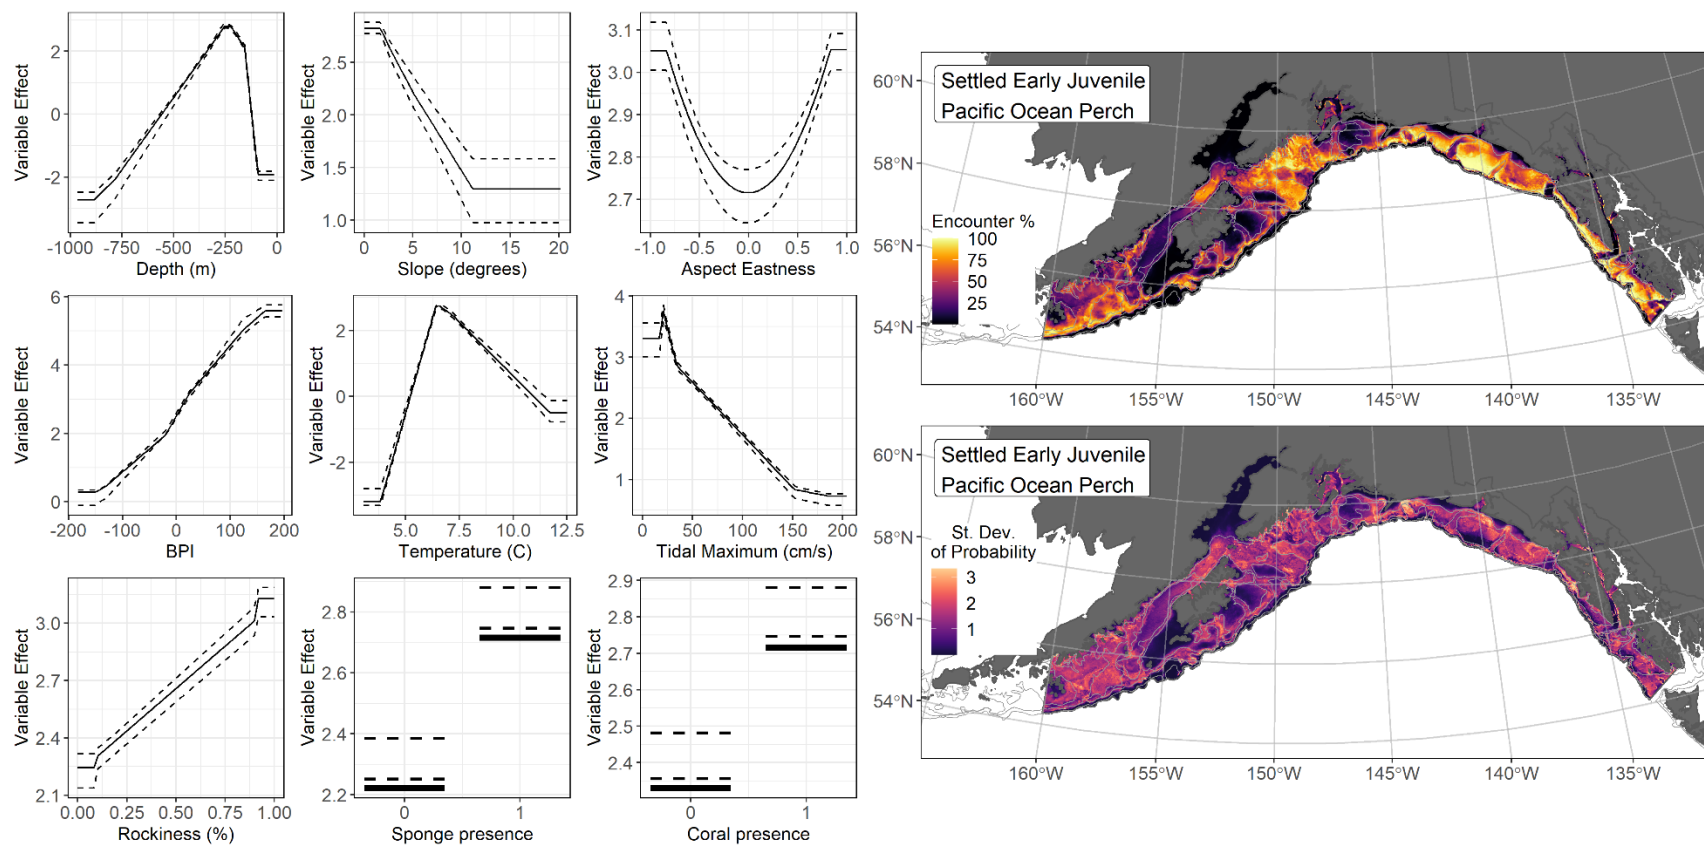 Variable Effect
2
0
-2
-1000
-750
-500
-250
0
Depth (m)
Variable Effect
2.5
2.0
1.5
1.0
0
5
10
15
20
Slope (degrees)
Variable Effect
3.1
3.0
2.9
2.8
2.7
-1.0
-0.5
0.0
0.5
1.0
Aspect Eastness
Variable Effect
6
4
2
0
-200
-100
0
100
200
BPI
Variable Effect
2
0
-2
5.0
7.5
10.0
12.5
Temperature (C)
Variable Effect
4
3
2
1
0
50
100
150
200
Tidal Maximum (cm/s)
Variable Effect
3.0
2.7
2.4
2.1
0.00
0.25
0.50
0.75
1.00
Rockiness (%)
Variable Effect
2.8
2.6
2.4
2.2
0
1
Sponge presence
Variable Effect
2.9
2.8
2.7
2.6
2.5
2.4
0
1
Coral presence
Settled Early Juvenile
Pacific Ocean Perch
Encounter %
100
75
50
25
60°N
58°N
56°N
54°N
160°W
155°W
150°W
145°W
140°W
135°W
Settled Early Juvenile
Pacific Ocean Perch
St. Dev.
of Probability
3
2
1
60°N
58°N
56°N
54°N
160°W
155°W
150°W
145°W
140°W
135°W